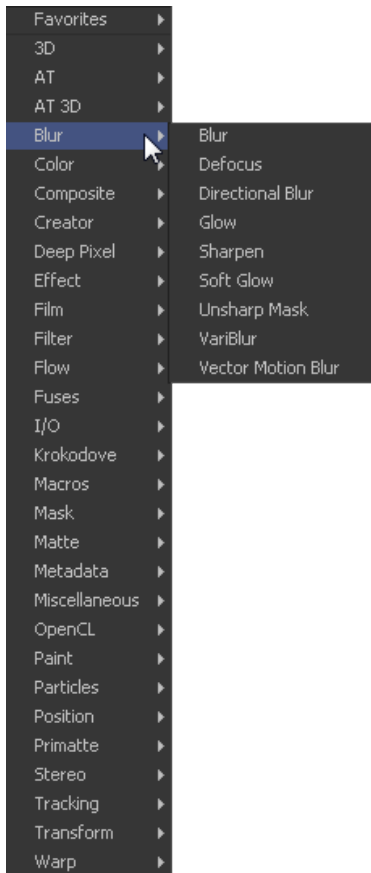 Favorites
3D
AT
AT 3D
Blur
Color
Composite
Creator
Deep Pixel
Effect
Film
Filter
Flow
Fuses
I/O
Krokodove
Macros
Mask
Matte
Metadata
Miscellaneous
OpenCL
Paint
Particles
Position
Primatte
Stereo
Tracking
Transform
Warp
Blur
Defocus
Directional Blur
Glow
Sharpen
Soft Glow
Unsharp Mask
VariBlur
Vector Motion Blur